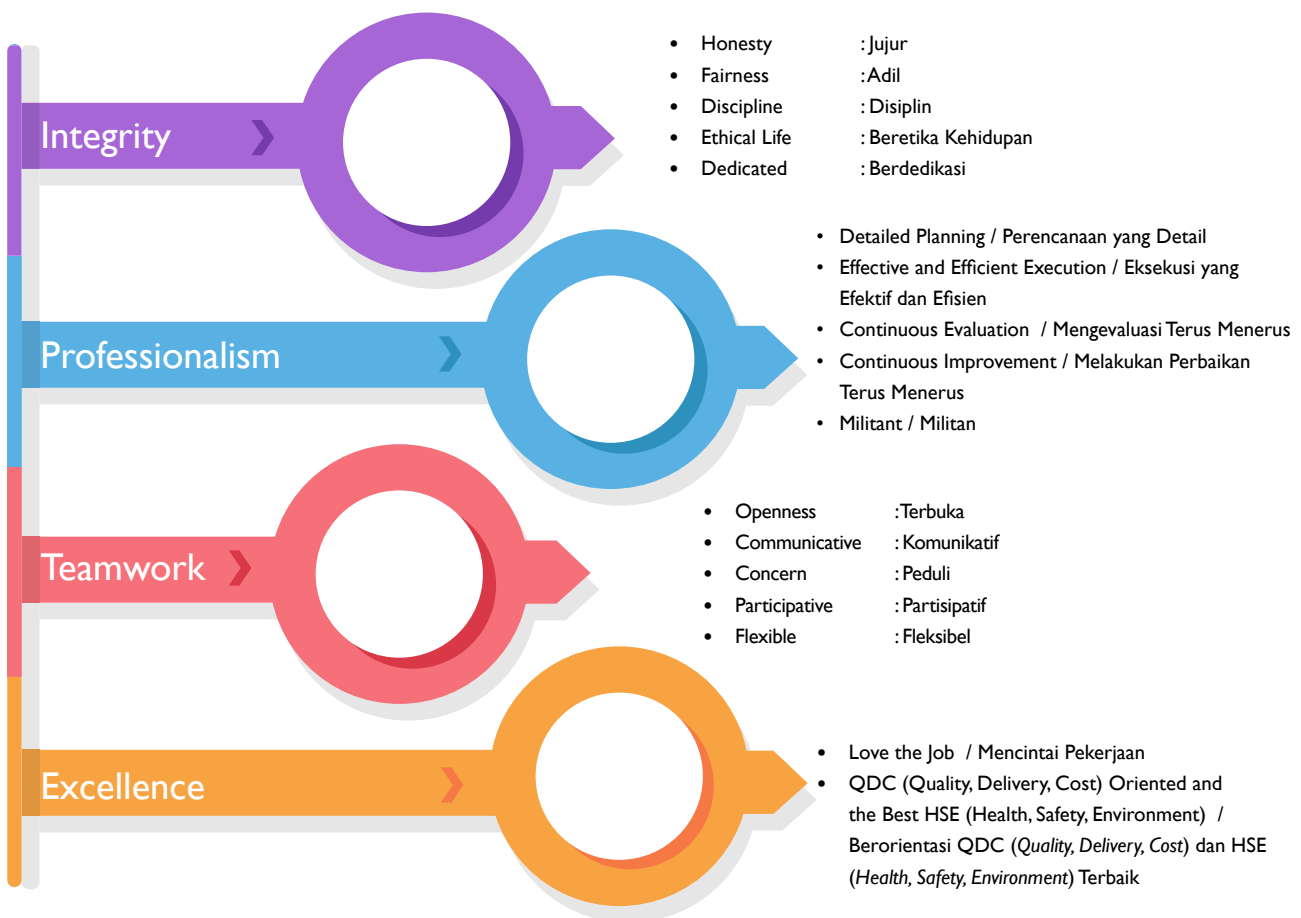 Integrity
• Honesty : Jujur
• Fairness : Adil
• Discipline : Disiplin
• Ethical Life : Beretika Kehidupan
• Dedicated : Berdedikasi
Professionalism
• Detailed Planning / Perencanaan yang Detail
• Effective and Efficient Execution / Eksekusi yang
Efektif dan Efisien
• Continuous Evaluation / Mengevaluasi Terus Menerus
• Continuous Improvement / Melakukan Perbaikan
Terus Menerus
• Militant / Militan
Teamwork
• Openness : Terbuka
• Communicative : Komunikatif
• Concern : Peduli
• Participative : Partisipatif
• Flexible : Fleksibel
Excellence
• Love the Job / Mencintai Pekerjaan
• QDC (Quality, Delivery, Cost) Oriented and
the Best HSE (Health, Safety, Environment) /
Berorientasi QDC (Quality, Delivery, Cost) dan HSE
(Health, Safety, Environment) Terbaik